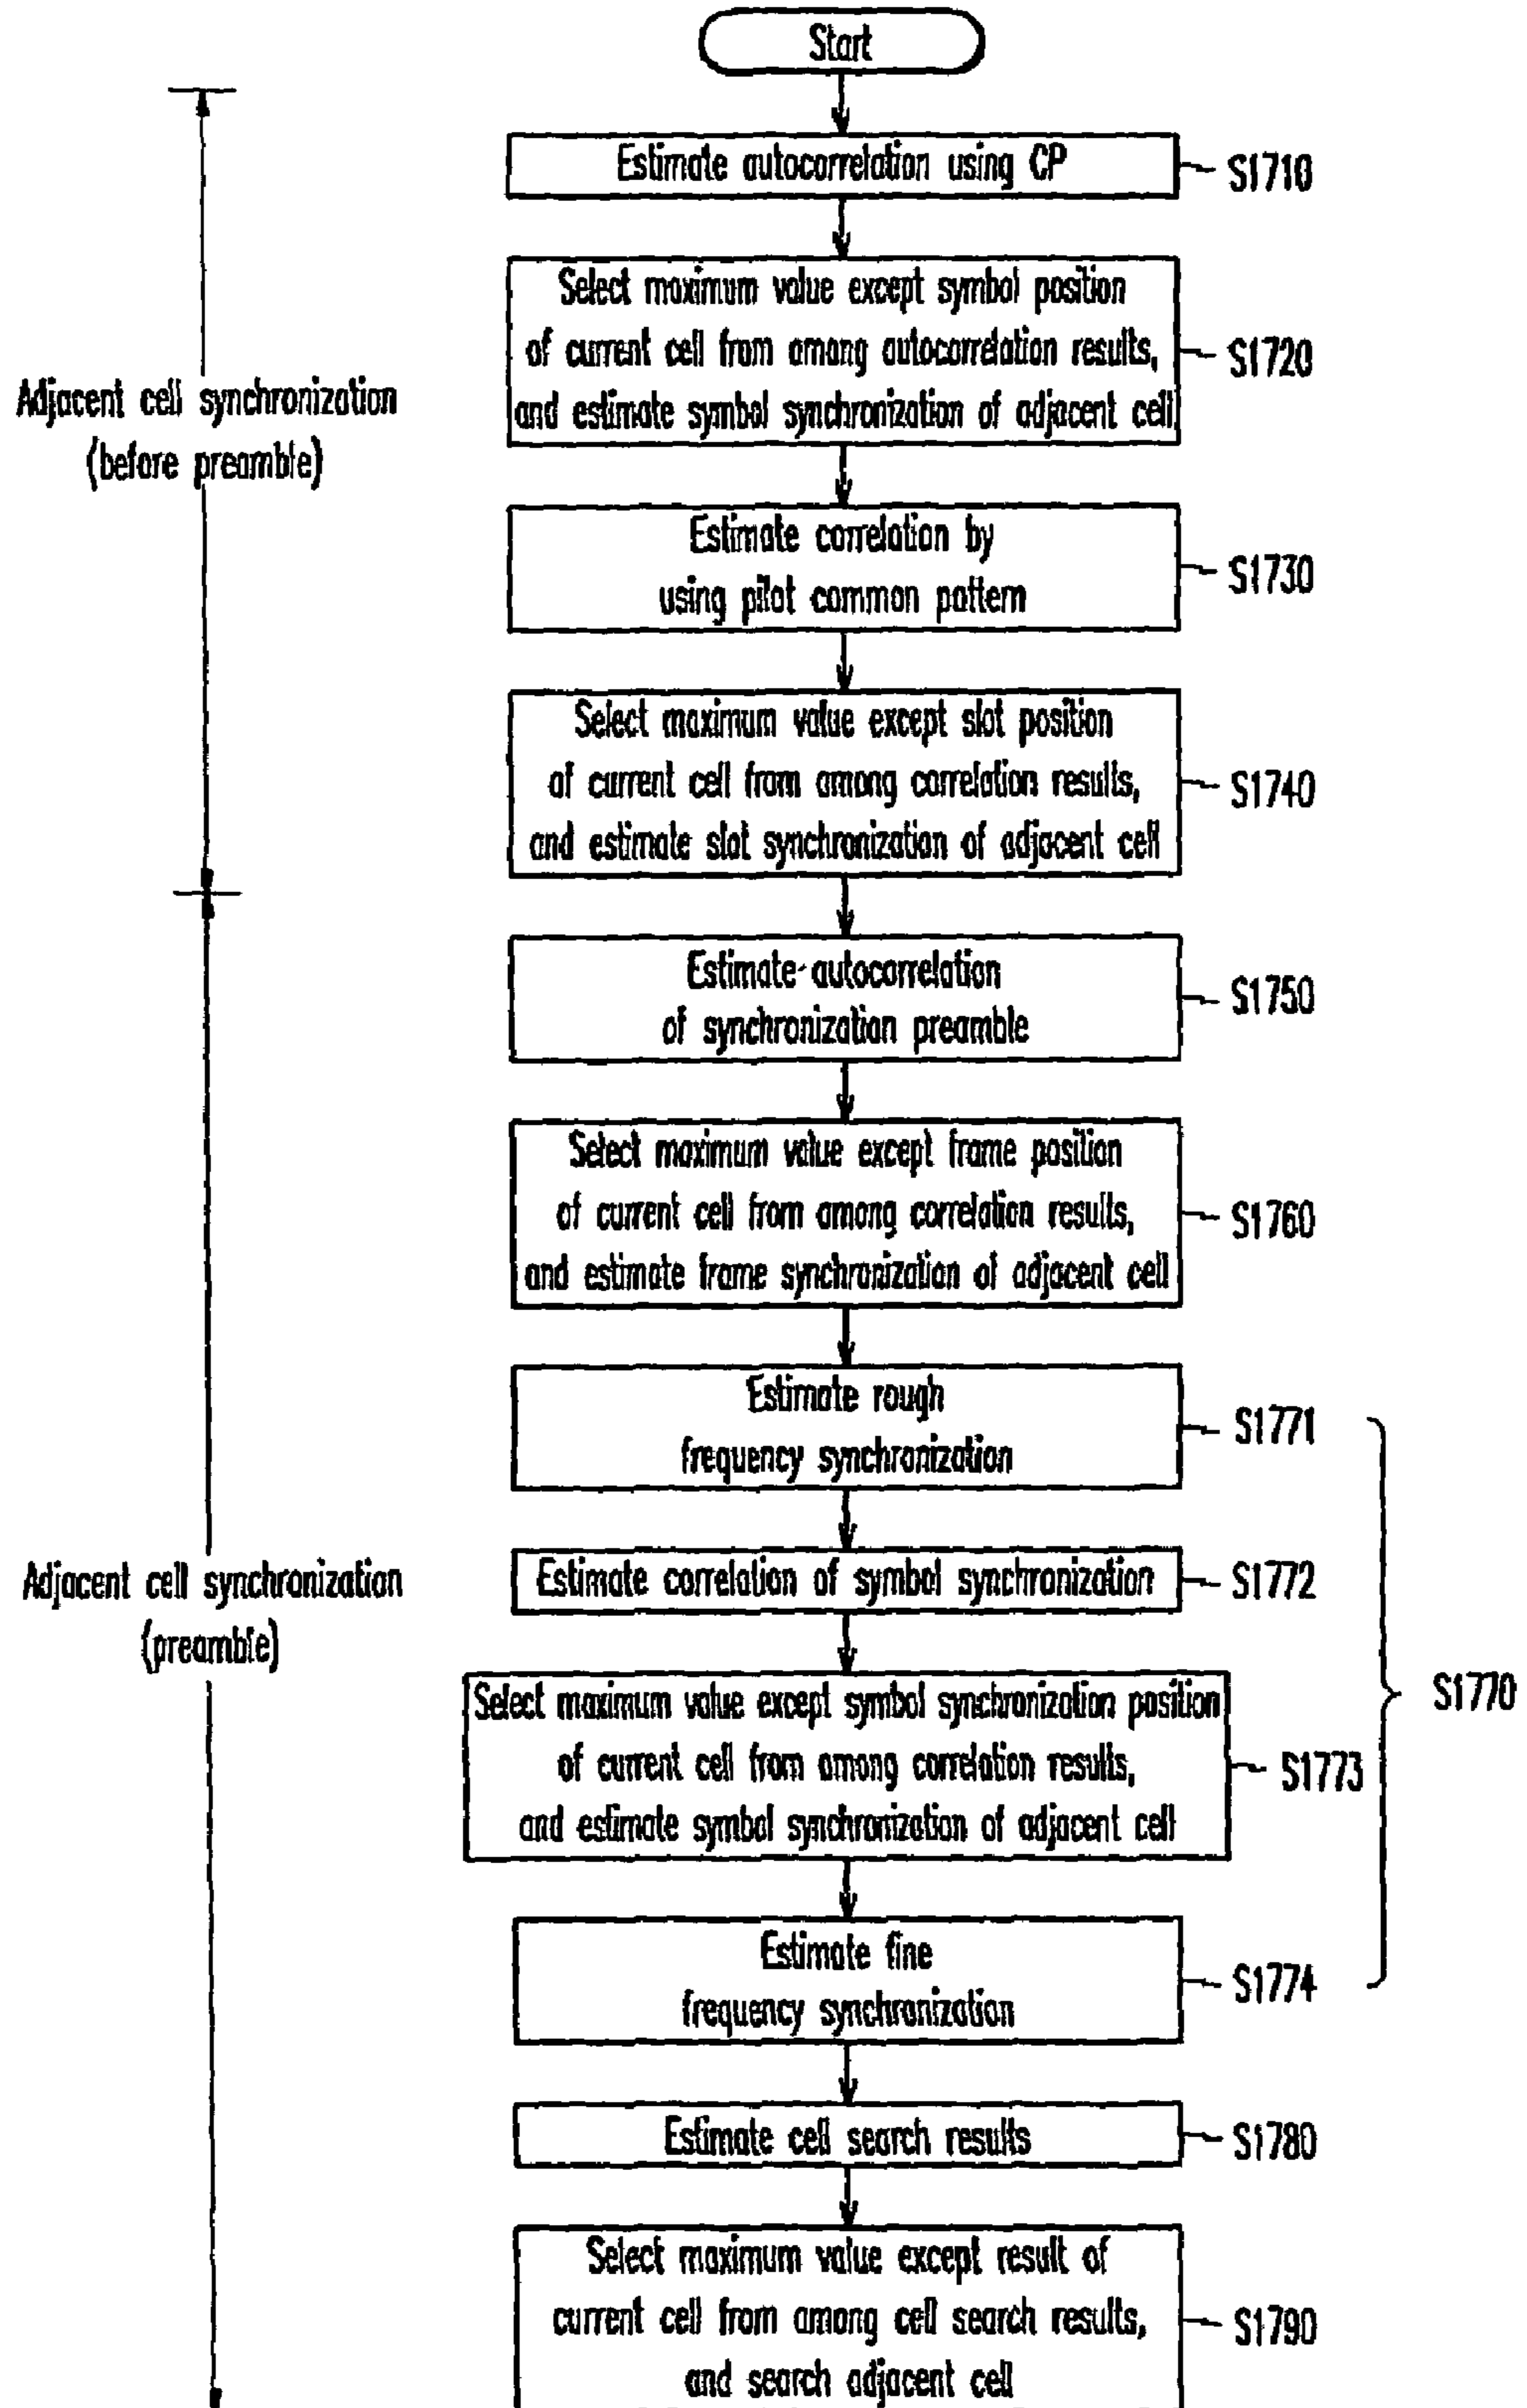 Start
Estimate autocorrelation using CP
S1710
Select maximum value except symbol position
of current cell from among autocorrelation results,
and estimate symbol synchronization of adjacent cell
S1720
Adjacent cell synchronization
(before preamble)
Estimate correlation by
using pilot common pattern
S1730
Select maximum value except slot position
of current cell from among correlation results,
and estimate slot synchronization of adjacent cell
S1740
Estimate autocorrelation
of synchronization preamble
S1750
Select maximum value except frame position
of current cell from among correlation results,
and estimate frame synchronization of adjacent cell
S1760
Estimate rough
frequency synchronization
S1771
Adjacent cell synchronization
(preamble)
Estimate correlation of symbol synchronization
S1772
Select maximum value except symbol synchronization position
of current cell from among correlation results,
and estimate symbol synchronization of adjacent cell
S1773
S1770
Estimate fine
frequency synchronization
S1774
Estimate cell search results
S1780
Select maximum value except result of
current cell from among cell search results,
and search adjacent cell
S1790